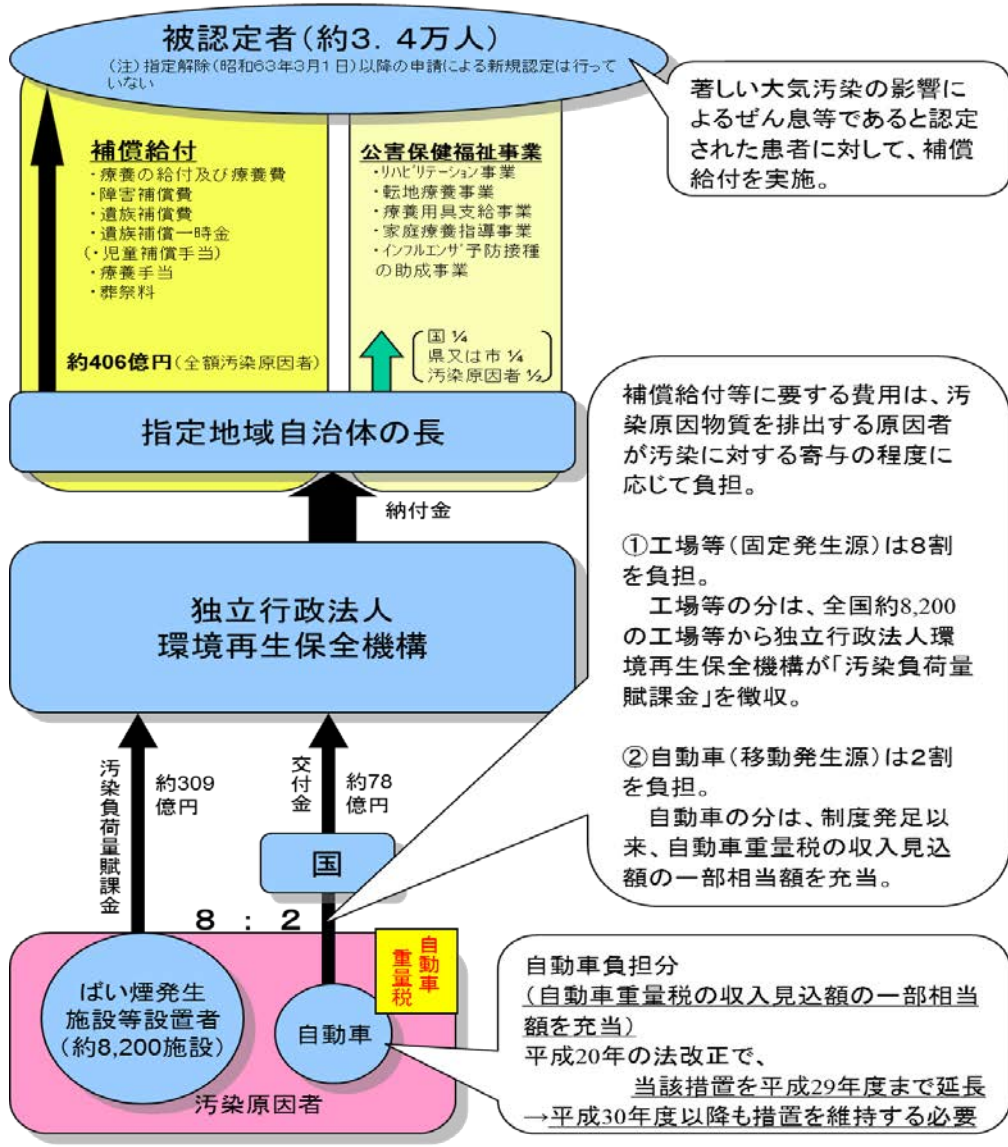 被認定者(約3.4万人)
(注)指定解除(昭和63年3月1日)以降の申請による新規認定は行って
いない
著しい大気汚染の影響に
よるぜん息等であると認定
された患者に対して、補償
給付を実施。
補償給付
・療養の給付及び療養費
・障害補償費
・遺族補償費
・遺族補償一時金
(・児童補償手当)
・療養手当
・葬祭料
約406億円(全額汚染原因者)
公害保健福祉事業
・リハビリテーション事業
・転地療養事業
・療養用具支給事業
・家庭療養指導事業
・インフルエンザ予防接種
の助成事業
国 1/4
県又は市 1/4
汚染原因者 1/2
指定地域自治体の長
納付金
独立行政法人
環境再生保全機構
補償給付等に要する費用は、汚
染原因物質を排出する原因者
が汚染に対する寄与の程度に
応じて負担。
①工場等(固定発生源)は8割
を負担。
工場等の分は、全国約8,200
の工場等から独立行政法人環
境再生保全機構が「汚染負荷量
賦課金」を徴収。
②自動車(移動発生源)は2割
を負担。
自動車の分は、制度発足以
来、自動車重量税の収入見込
額の一部相当額を充当。
汚染負荷量賦課金
約309
億円
交付金
約78
億円
国
8 : 2
自動車
重量税
ばい煙発生
施設等設置者
(約8,200施設)
自動車
汚染原因者
自動車負担分
(自動車重量税の収入見込額の一部相当
額を充当)
平成20年の法改正で、
当該措置を平成29年度まで延長
→平成30年度以降も措置を維持する必要